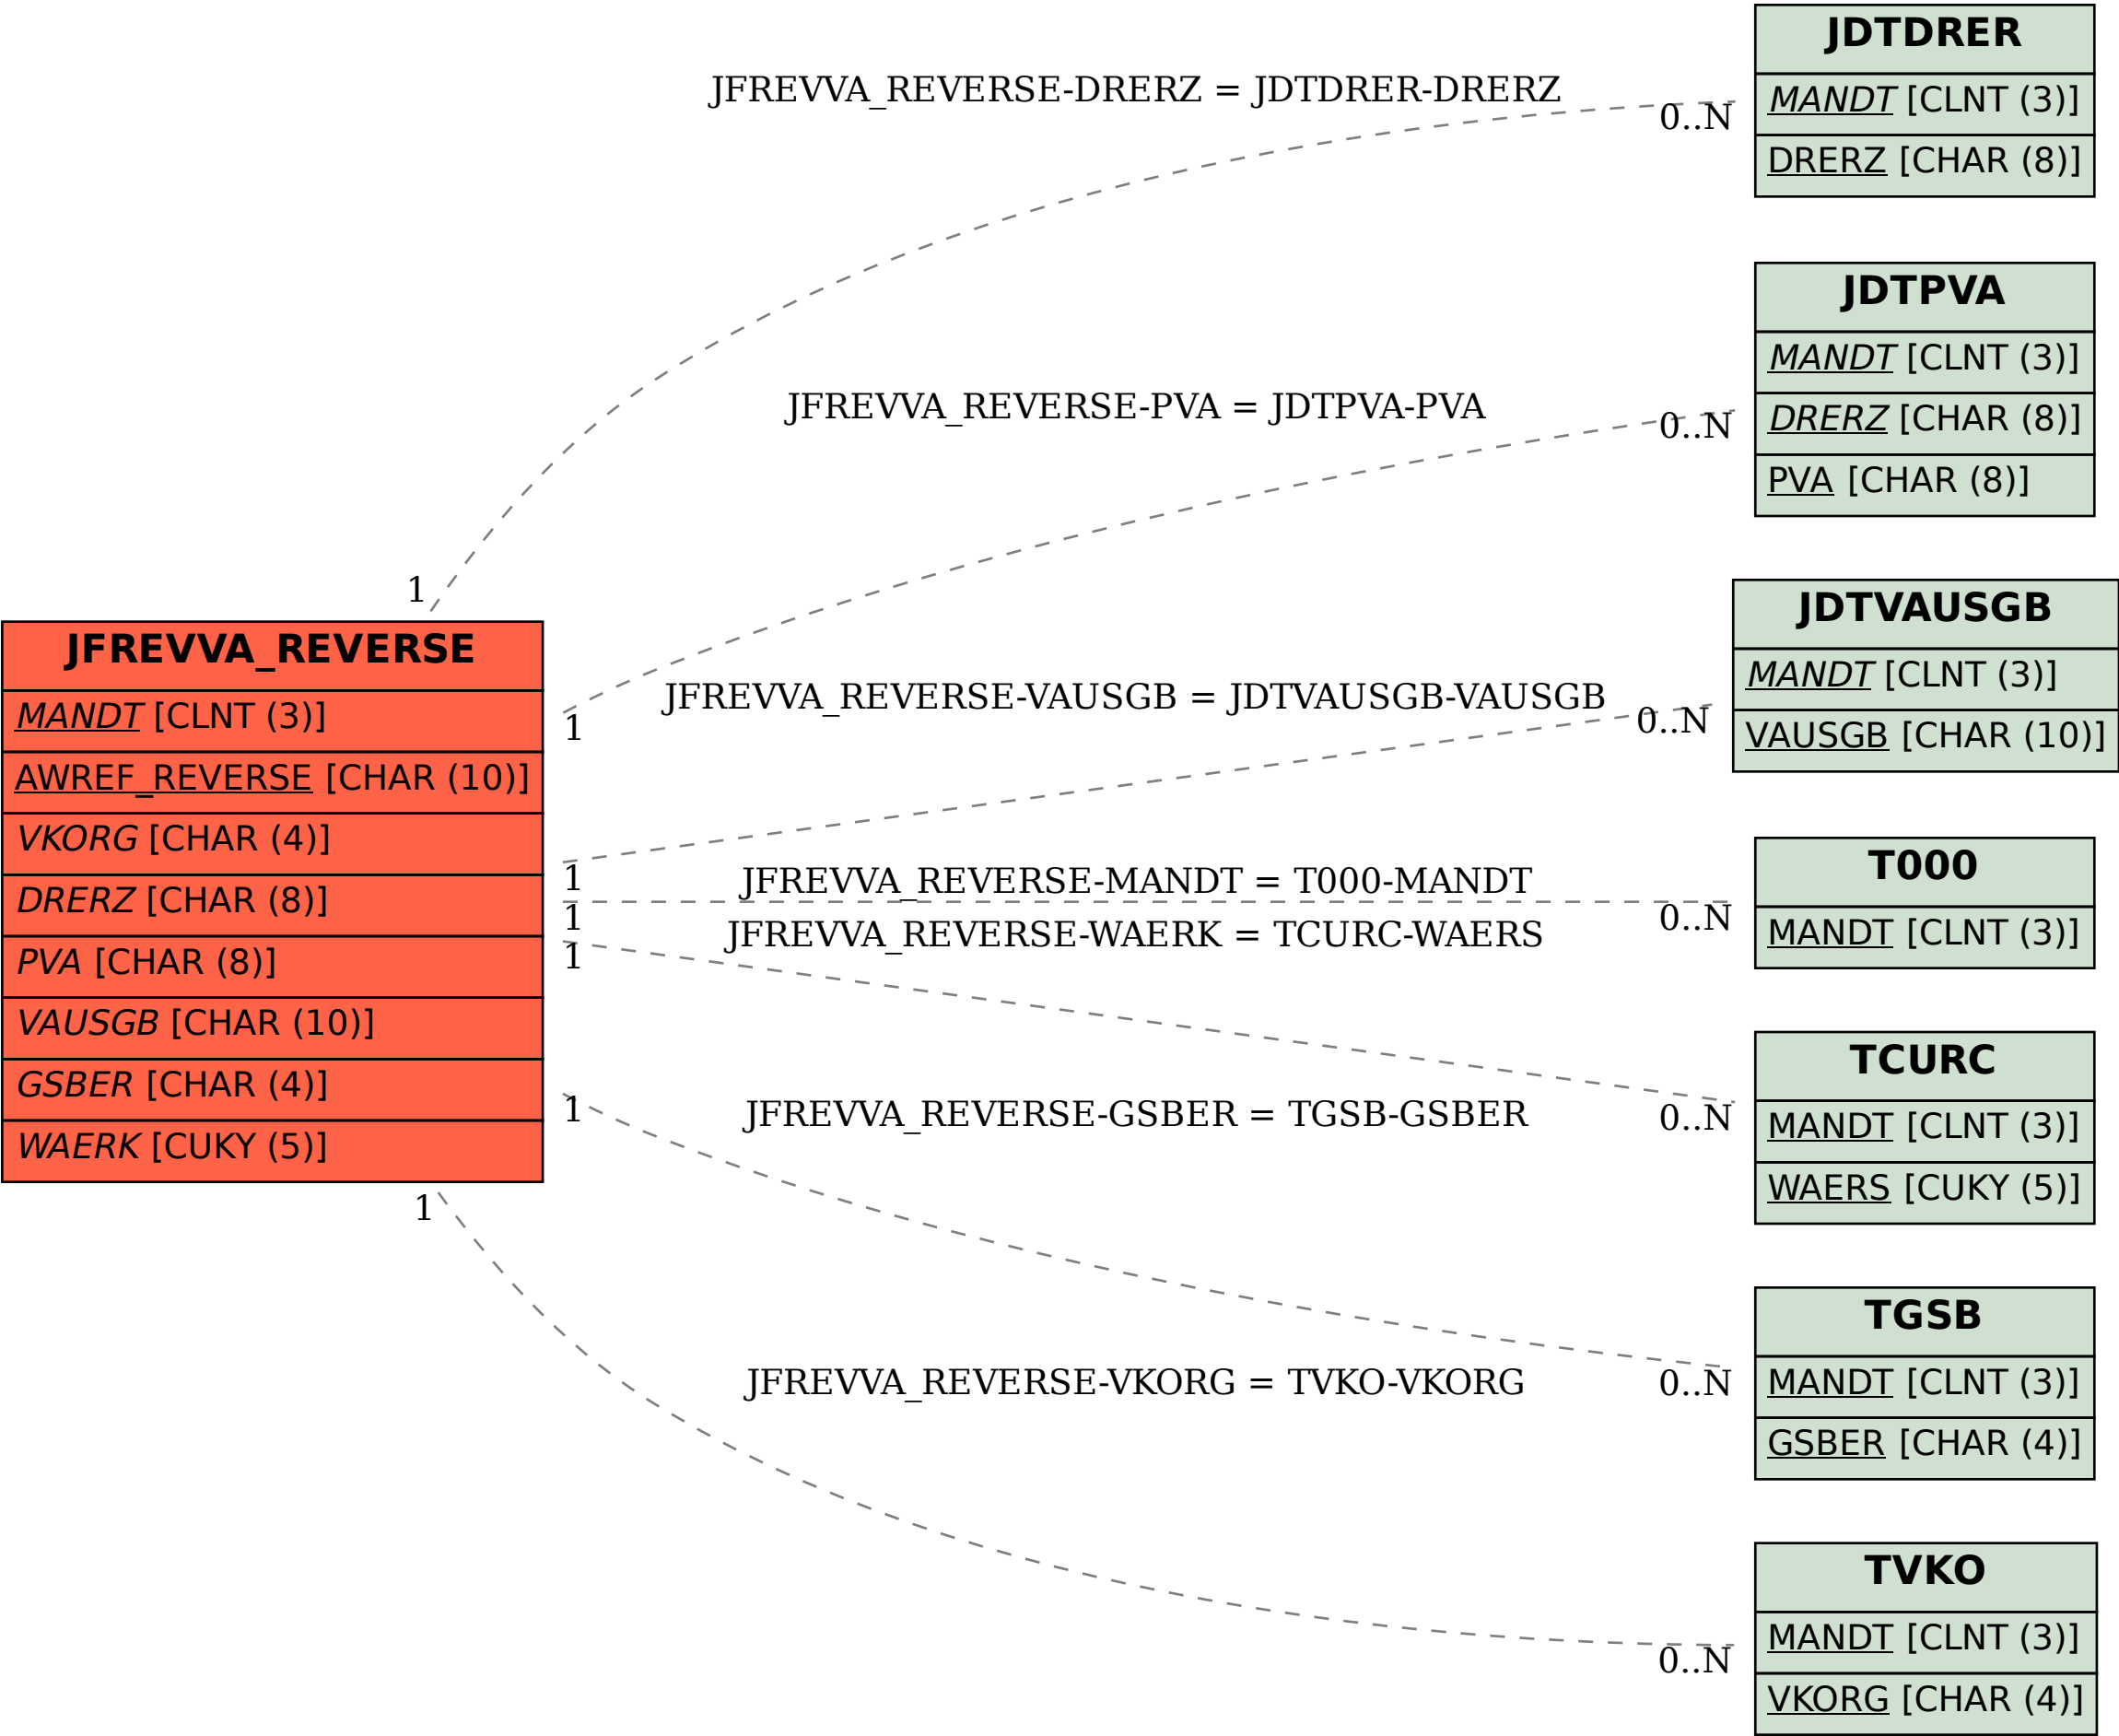 JDTDRER
MANDT [CLNT (3)]
DRERZ [CHAR (8)]
JFREVVA_REVERSE-DRERZ = JDTDRER-DRERZ
0..N
1
JDTPVA
MANDT [CLNT (3)]
DRERZ [CHAR (8)]
PVA [CHAR (8)]
JFREVVA_REVERSE-PVA = JDTPVA-PVA
0..N
1
JDTVAUSGB
MANDT [CLNT (3)]
VAUSGB [CHAR (10)]
JFREVVA_REVERSE-VAUSGB = JDTVAUSGB-VAUSGB
0..N
1
JFREVVA_REVERSE
MANDT [CLNT (3)]
AWREF_REVERSE [CHAR (10)]
VKORG [CHAR (4)]
DRERZ [CHAR (8)]
PVA [CHAR (8)]
VAUSGB [CHAR (10)]
GSBER [CHAR (4)]
WAERK [CUKY (5)]
T000
MANDT [CLNT (3)]
JFREVVA_REVERSE-MANDT = T000-MANDT
0..N
1
JFREVVA_REVERSE-WAERK = TCURC-WAERS
1
0..N
TCURC
MANDT [CLNT (3)]
WAERS [CUKY (5)]
JFREVVA_REVERSE-GSBER = TGSB-GSBER
1
0..N
TGSB
MANDT [CLNT (3)]
GSBER [CHAR (4)]
JFREVVA_REVERSE-VKORG = TVKO-VKORG
1
0..N
TVKO
MANDT [CLNT (3)]
VKORG [CHAR (4)]